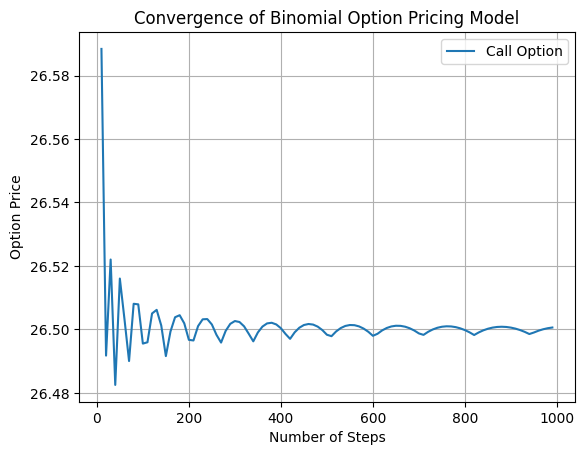 Convergence of Binomial Option Pricing Model
Call Option
26.58
26.56
26.54
26.52
26.50
26.48
Option Price
0 200 400 600 800 1000
Number of Steps